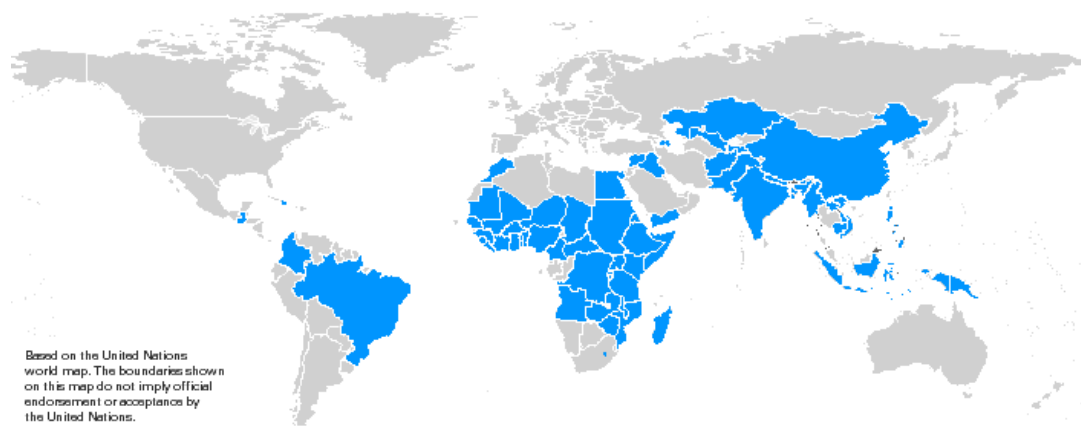 Based on the United Nations
world map. The boundaries shown
on this map do not imply official
endorsement or acceptance by
the United Nations.